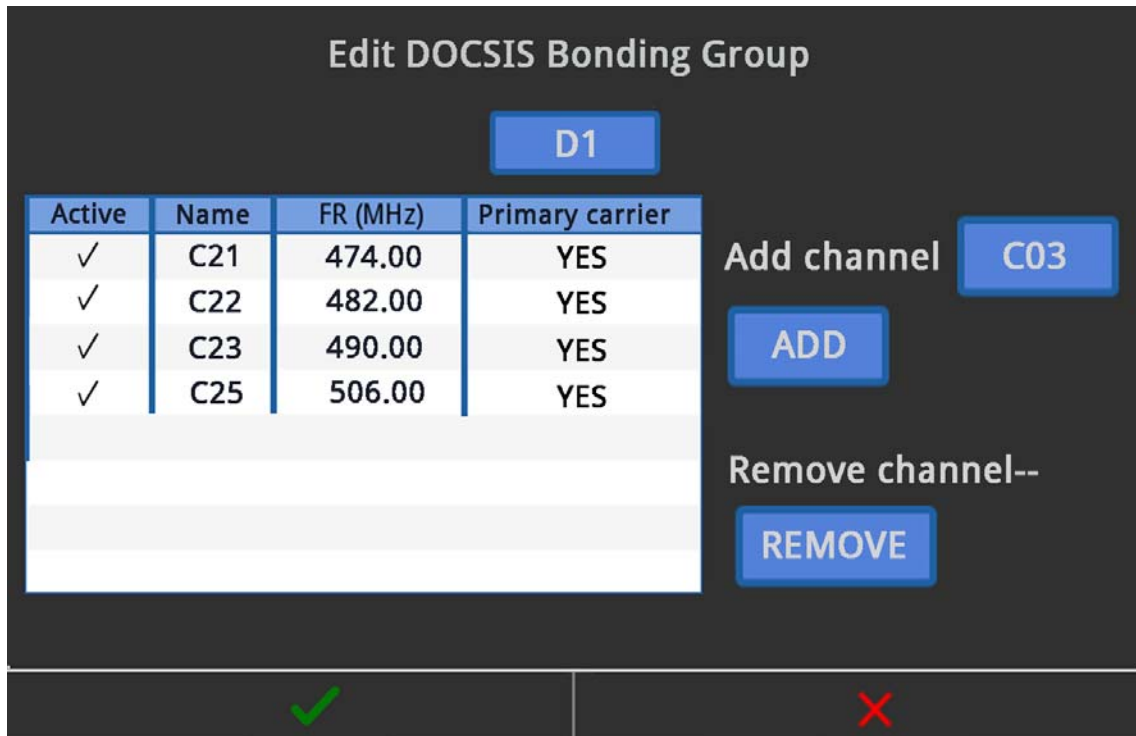 Edit DOCSIS Bonding Group
D1
Active Name FR (MHz) Primary carrier
✓ C21 474.00 YES
✓ C22 482.00 YES
✓ C23 490.00 YES
✓ C25 506.00 YES
Add channel C03
ADD
Remove channel--
REMOVE